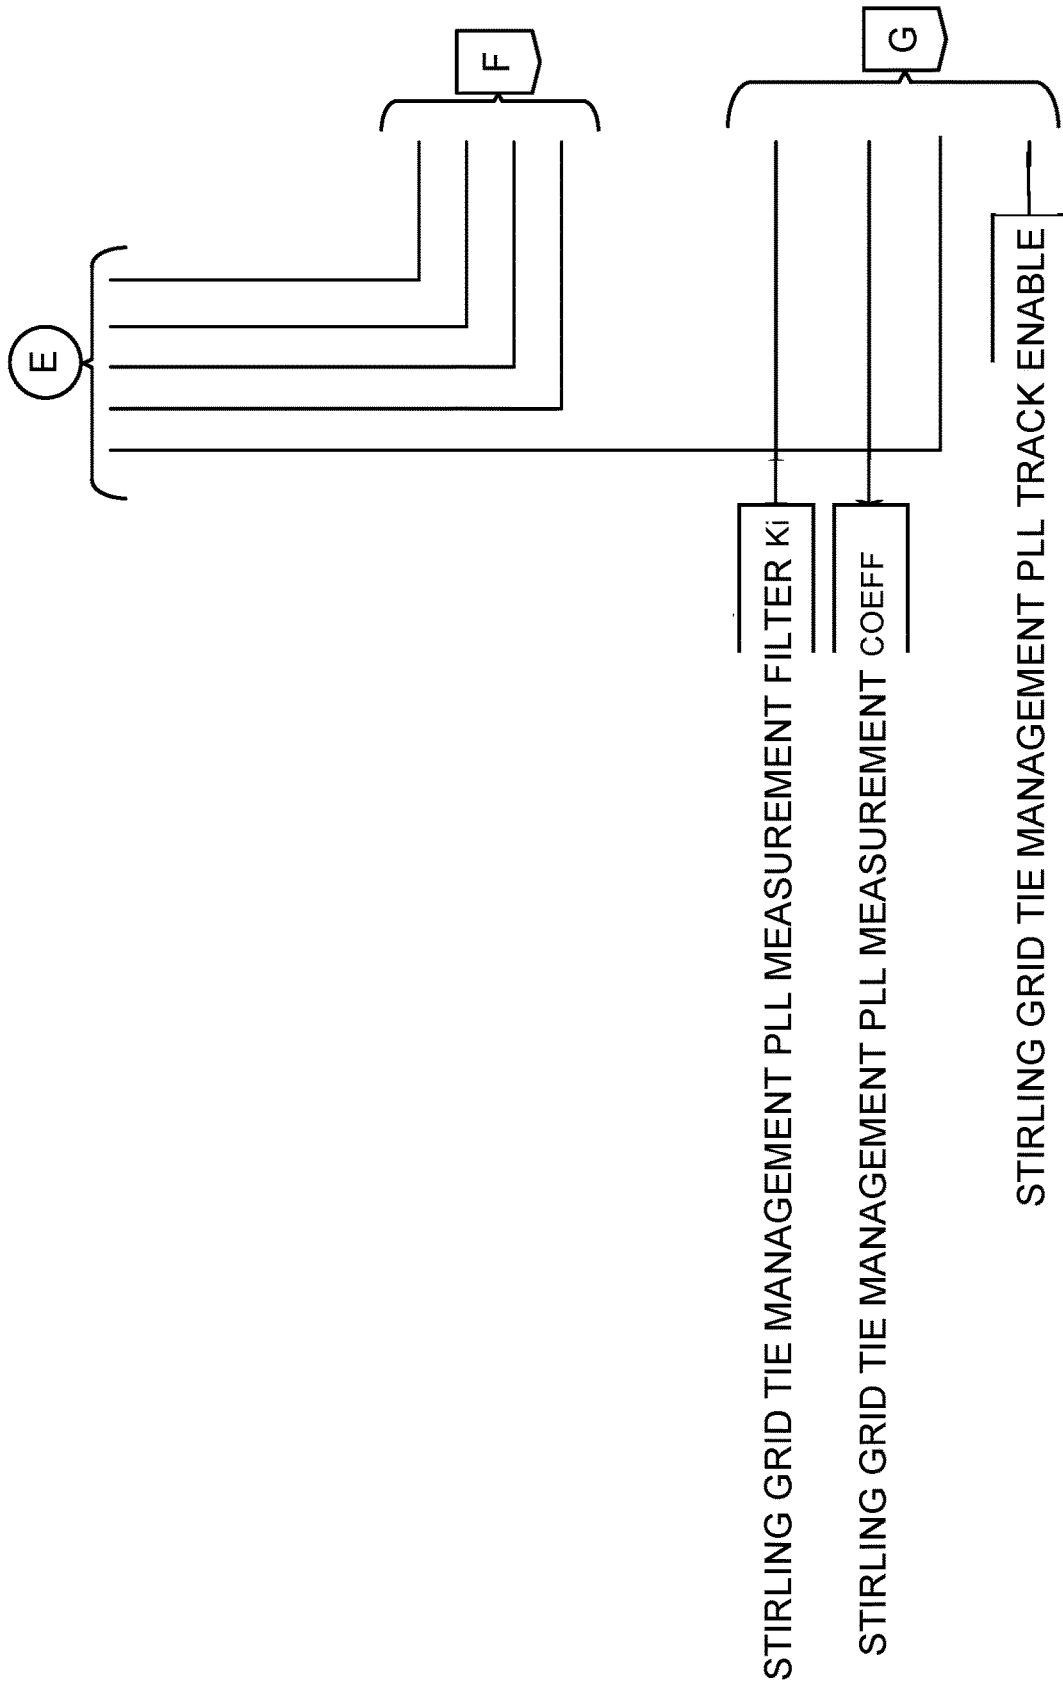 E
F
G
STIRLING GRID TIE MANAGEMENT PLL MEASUREMENT FILTER Ki
STIRLING GRID TIE MANAGEMENT PLL MEASUREMENT COEFF
STIRLING GRID TIE MANAGEMENT PLL TRACK ENABLE